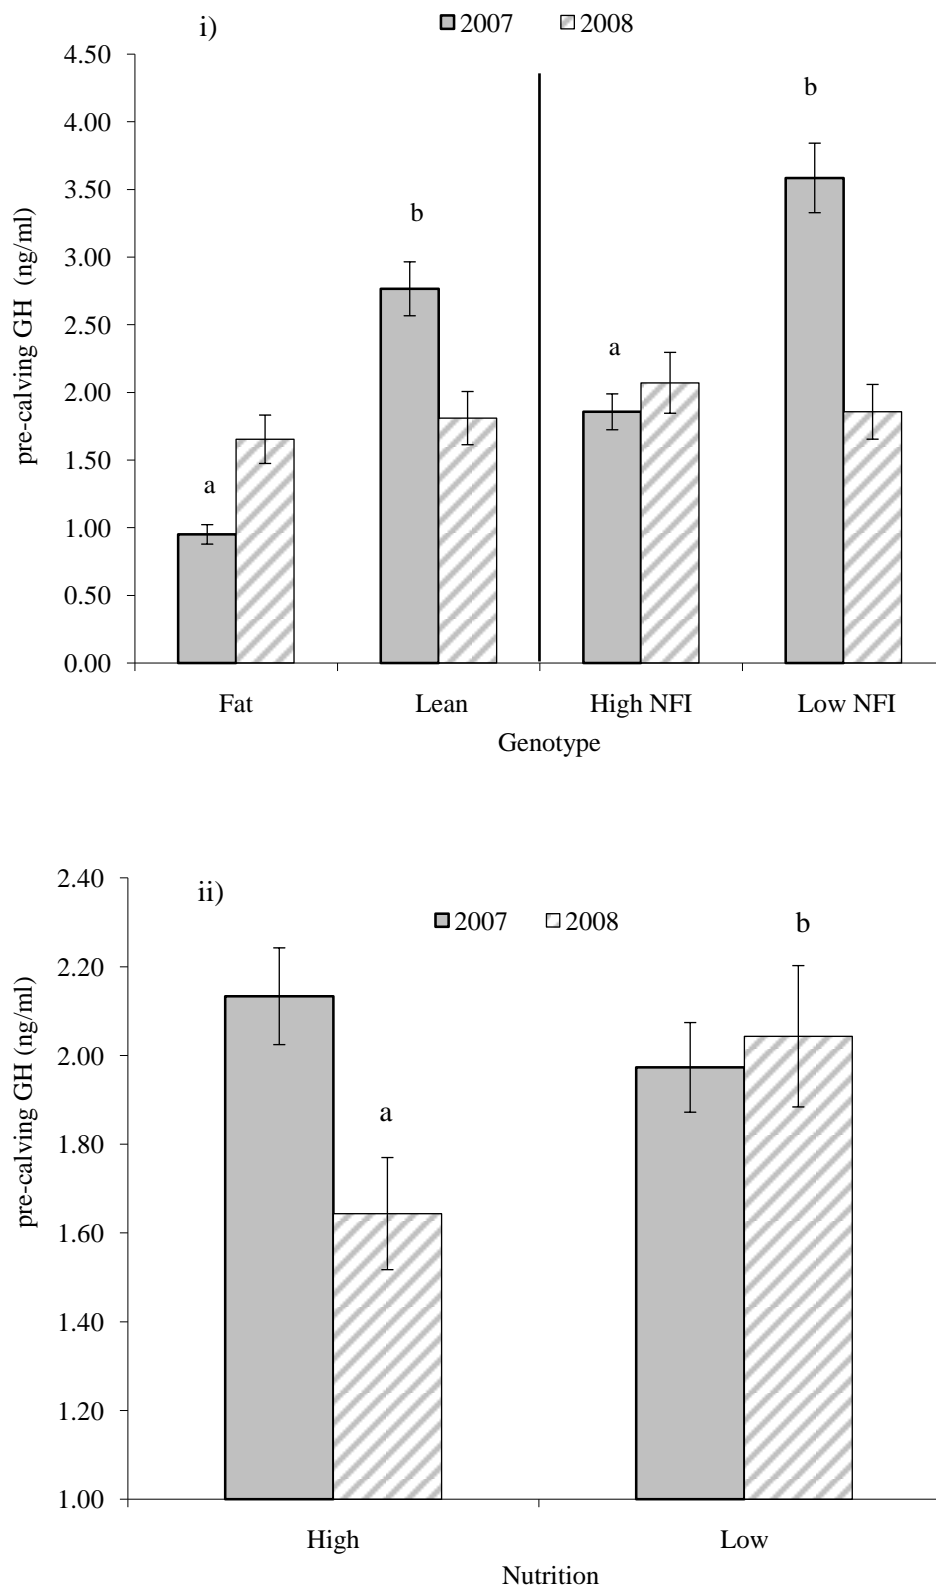 i)
2007 2008
4.50
4.00
3.50
3.00
2.50
2.00
1.50
1.00
0.50
0.00
pre-calving GH (ng/ml)
a
b
a
b
Fat Lean High NFI Low NFI
Genotype
ii)
2007 2008
2.40
2.20
2.00
1.80
1.60
1.40
1.20
1.00
pre-calving GH (ng/ml)
a
b
High Low
Nutrition